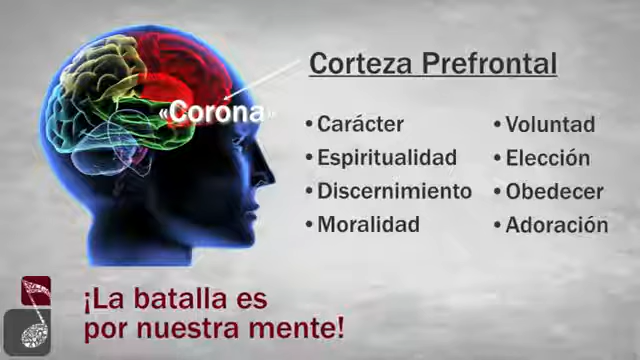 Corteza Prefrontal
«Corona»
• Carácter
• Espiritualidad
• Discernimiento
• Moralidad
• Voluntad
• Elección
• Obedecer
• Adoración
¡La batalla es
por nuestra mente!